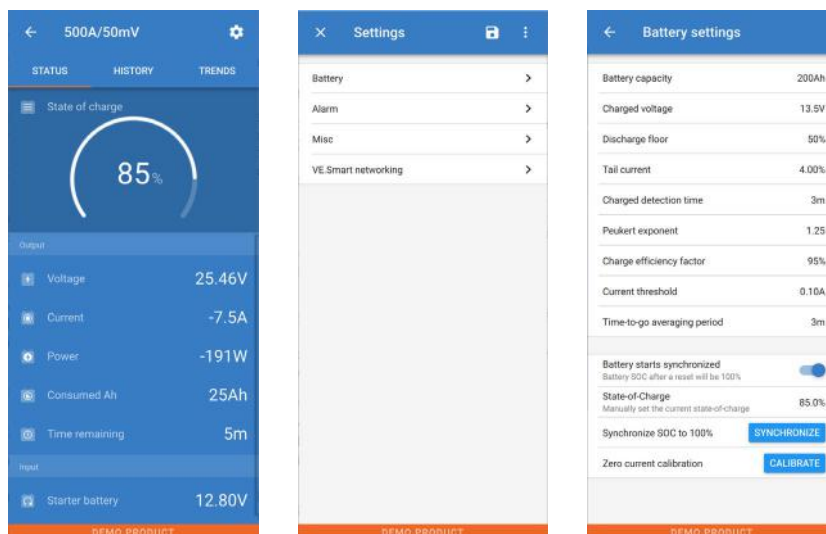 500A/50mV
STATUS HISTORY TRENDS
State of charge
85%
Output
Voltage 25.46V
Current -7.5A
Power -191W
Consumed Ah 25Ah
Time remaining 5m
Input
Starter battery 12.80V
DEMO PRODUCT
Settings
Battery
Alarm
Misc
VE.Smart networking
DEMO PRODUCT
Battery settings
Battery capacity 200Ah
Charged voltage 13.5V
Discharge floor 50%
Tail current 4.00%
Charged detection time 3m
Peukert exponent 1.25
Charge efficiency factor 95%
Current threshold 0.10A
Time-to-go averaging period 3m
Battery starts synchronized
Battery SOC after a reset will be 100%
State-of-Charge 85.0%
Manually set the current state-of-charge
Synchronize SOC to 100% SYNCHRONIZE
Zero current calibration CALIBRATE
DEMO PRODUCT